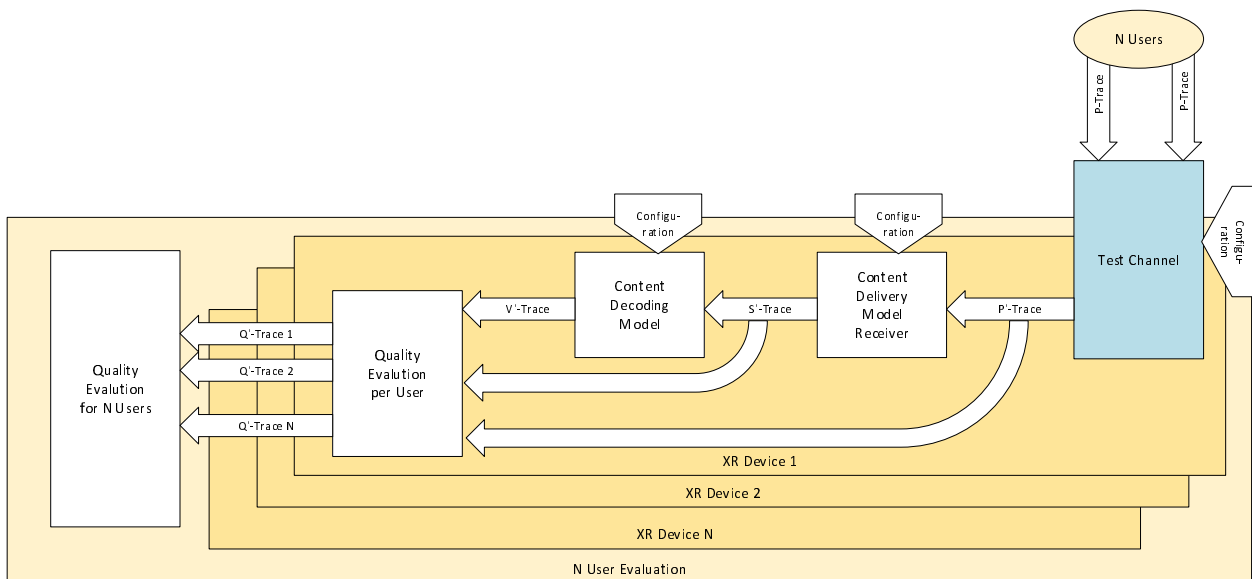 N Users
P-Trace
P-Trace
Configu-
ration
Configu-
ration
Configu-
ration
Test Channel
Content
Decoding
Model
Content
Delivery
Model
Receiver
V'-Trace
S'-Trace
P'-Trace
Q'-Trace 1
Q'-Trace 2
Q'-Trace N
Quality
Evalution
per User
Quality
Evalution
for N Users
XR Device 1
XR Device 2
XR Device N
N User Evaluation